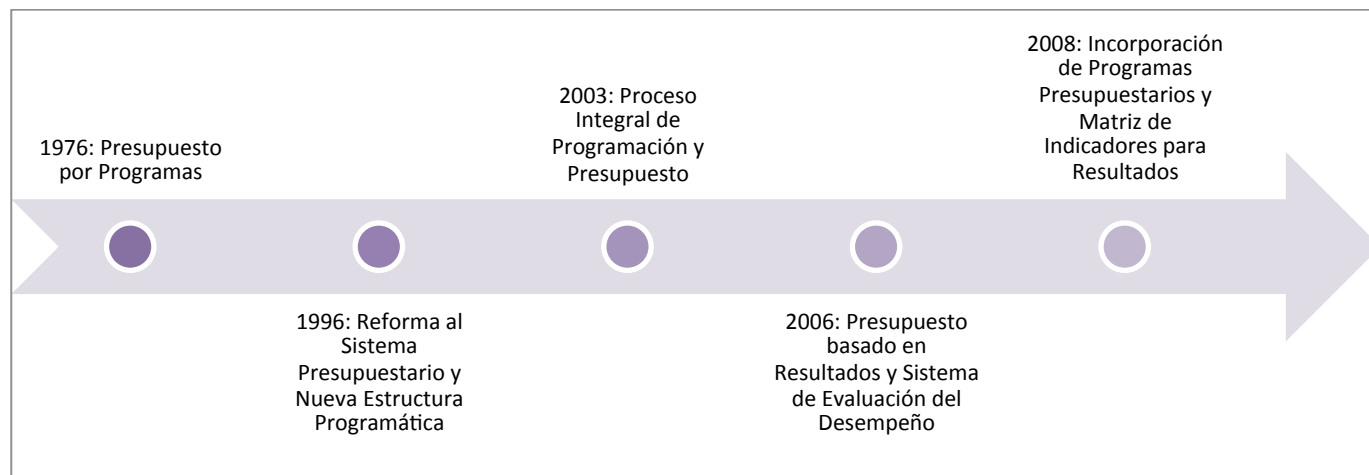 1976: Presupuesto
por Programas
1996: Reforma al
Sistema
Presupuestario y
Nueva Estructura
Programática
2003: Proceso
Integral de
Programación y
Presupuesto
2006: Presupuesto
basado en
Resultados y Sistema
de Evaluación del
Desempeño
2008: Incorporación
de Programas
Presupuestarios y
Matriz de
Indicadores para
Resultados